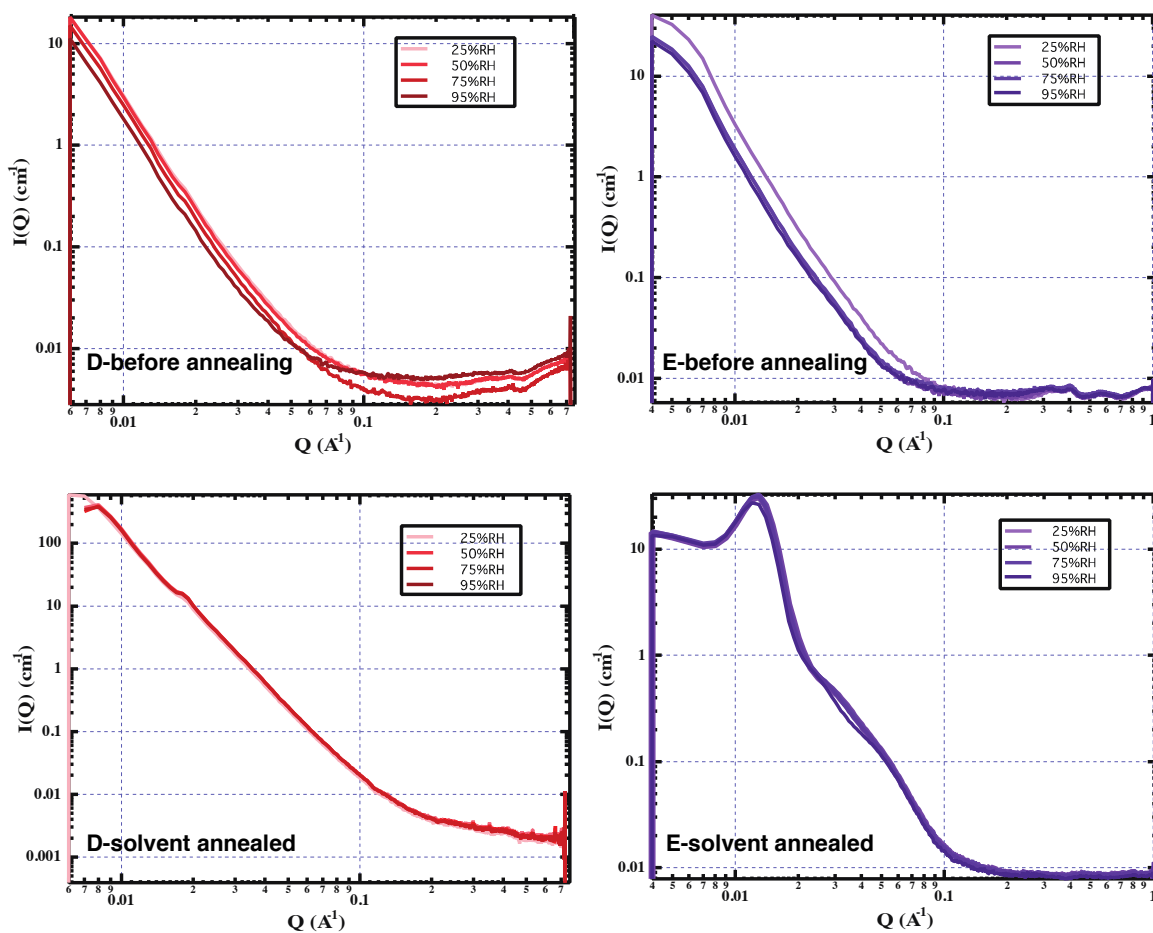 10
1
0.1
0.01
I(Q) (cm-1)
25%RH
50%RH
75%RH
95%RH
D-before annealing
6 7 8 9 0.01 2 3 4 5 6 7 8 9 0.1 2 3 4 5 6 7
Q (A-1)
10
1
0.1
0.01
I(Q) (cm-1)
25%RH
50%RH
75%RH
95%RH
E-before annealing
4 5 6 7 8 9 0.01 2 3 4 5 6 7 8 9 0.1 2 3 4 5 6 7 8 9 1
Q (A-1)
100
10
1
0.1
0.01
0.001
I(Q) (cm-1)
25%RH
50%RH
75%RH
95%RH
D-solvent annealed
6 7 8 9 0.01 2 3 4 5 6 7 8 9 0.1 2 3 4 5 6 7
Q (A-1)
10
1
0.1
0.01
I(Q) (cm-1)
25%RH
50%RH
75%RH
95%RH
E-solvent annealed
4 5 6 7 8 9 0.01 2 3 4 5 6 7 8 9 0.1 2 3 4 5 6 7 8 9 1
Q (A-1)